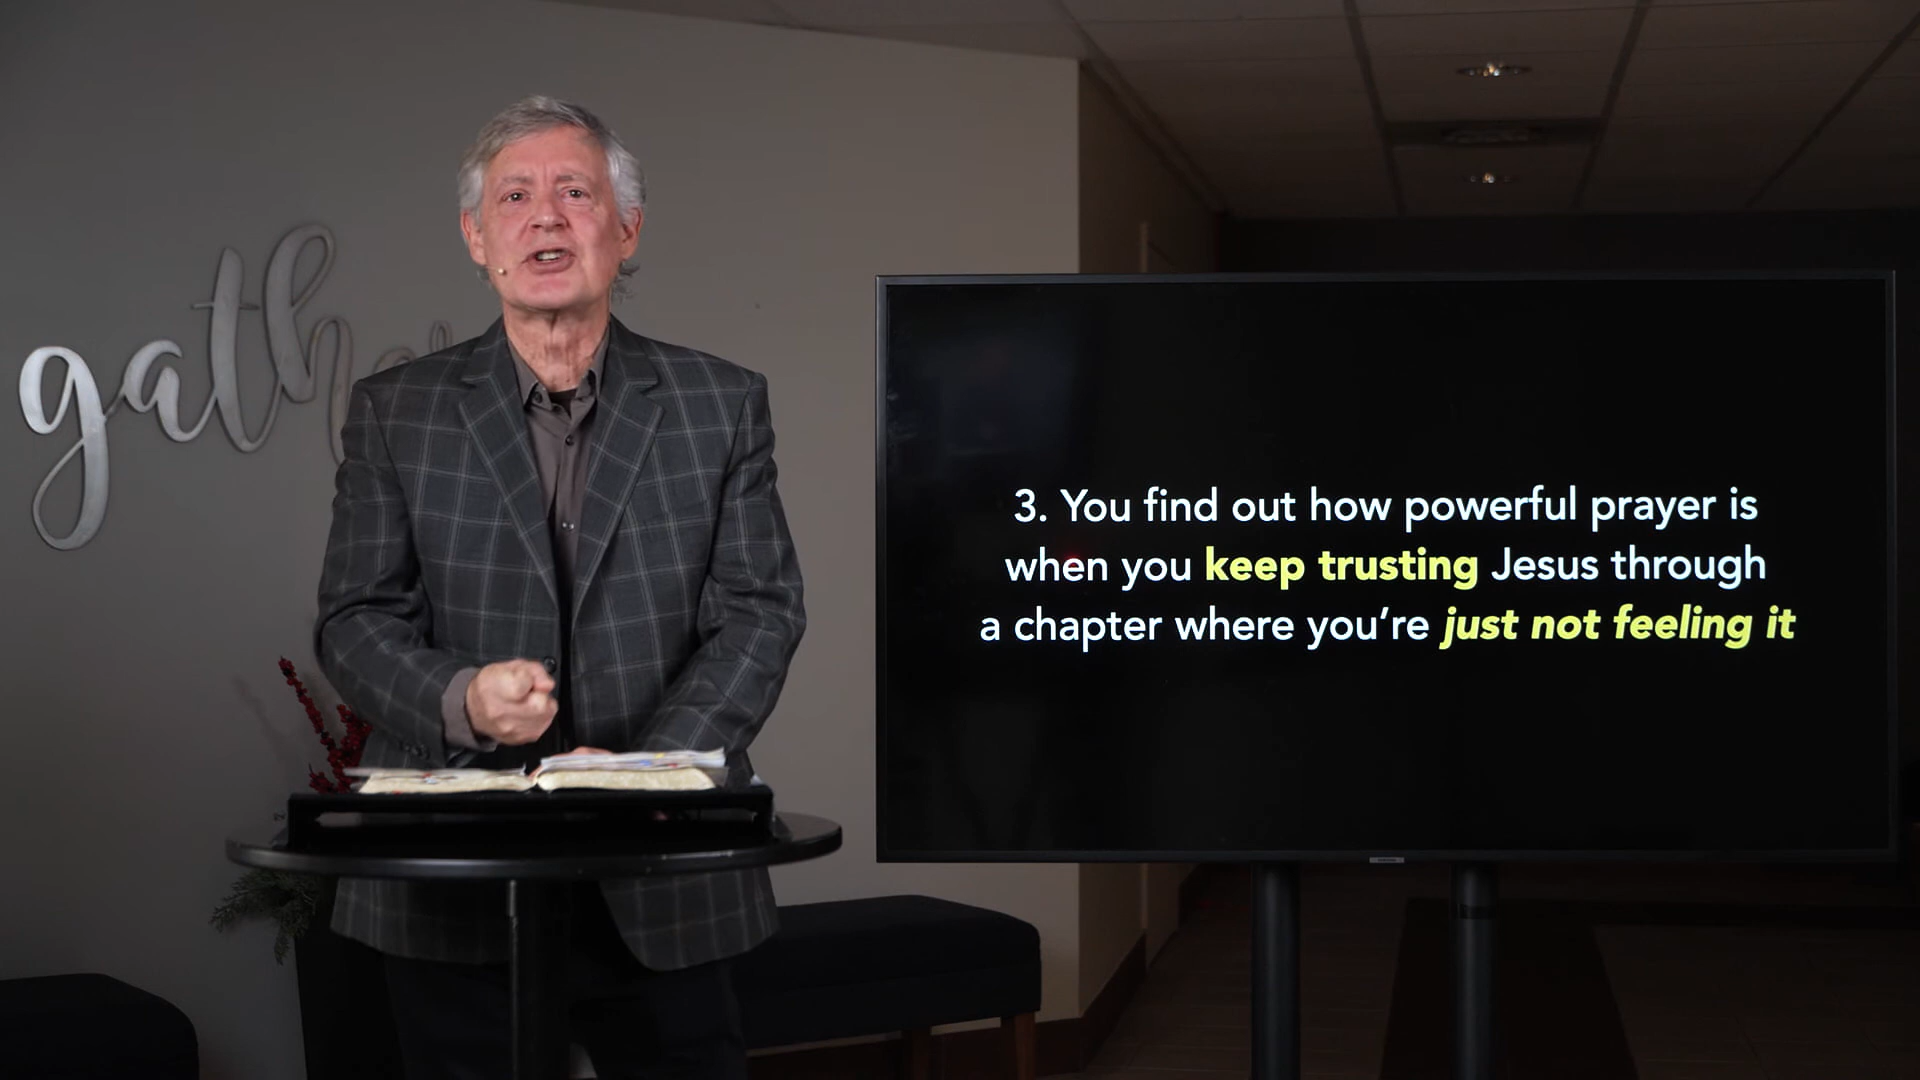 gather
3. You find out how powerful prayer is
when you keep trusting Jesus through
a chapter where you're just not feeling it